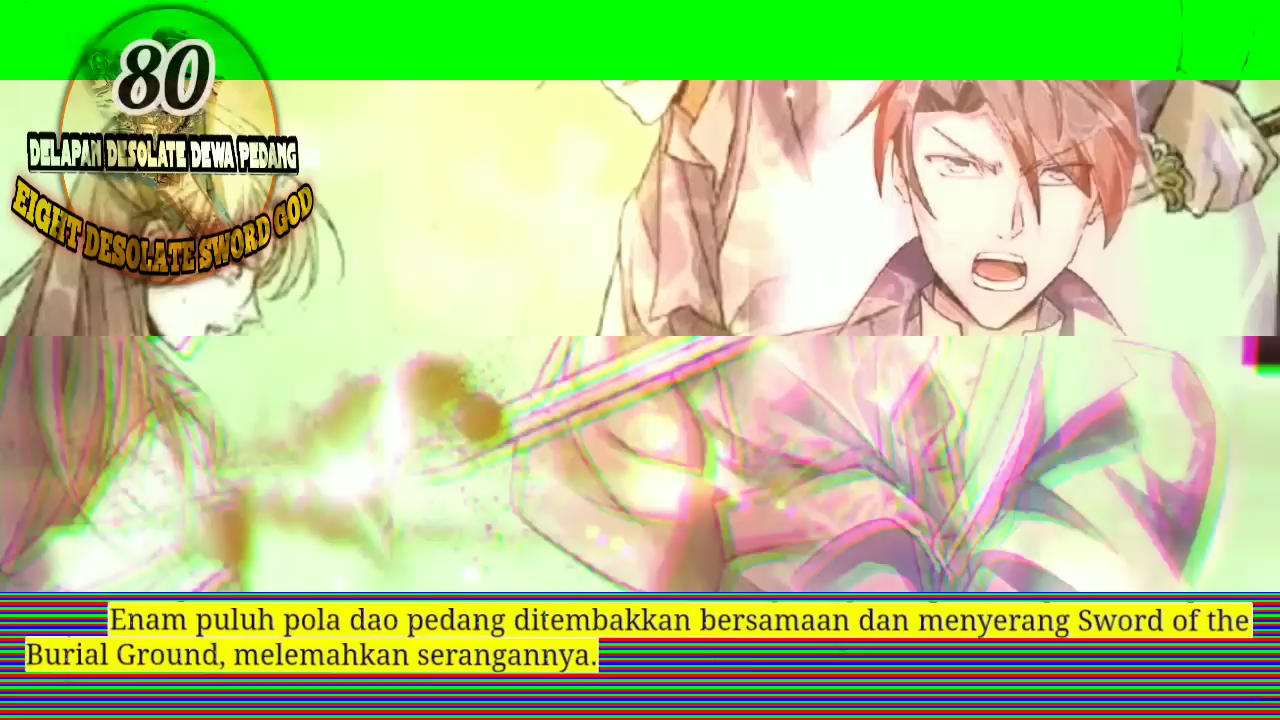 80
DELAPAN DESOLATE DEWA PEDANG
EIGHT DESOLATE SWORD GOD
Enam puluh pola dao pedang ditembakkan bersamaan dan menyerang Sword of the
Burial Ground, melemahkan serangannya.